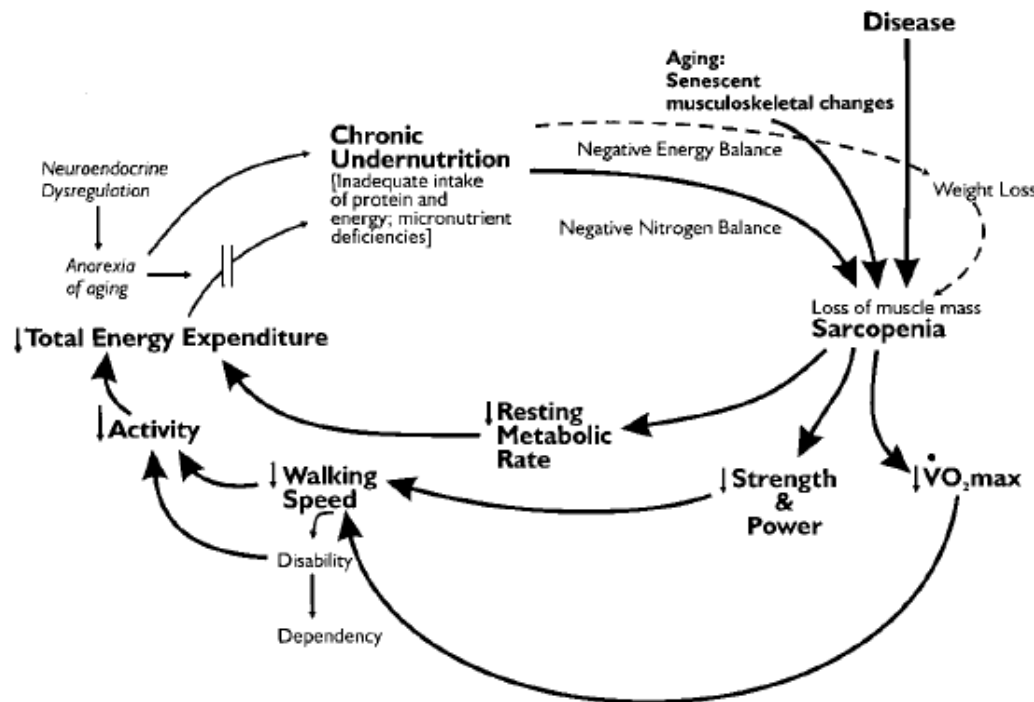 Disease
Aging:
Senescent
musculoskeletal changes
Chronic
Undernutrition
[Inadequate intake
of protein and
energy; micronutrient
deficiencies]
Negative Energy Balance
Negative Nitrogen Balance
Weight Loss
Neuroendocrine
Dysregulation
Anorexia
of aging
Loss of muscle mass
Sarcopenia
↓Total Energy Expenditure
↓Resting
Metabolic
Rate
↓Activity
↓Walking
Speed
↓Strength
&
Power
↓V̇O₂max
Disability
Dependency